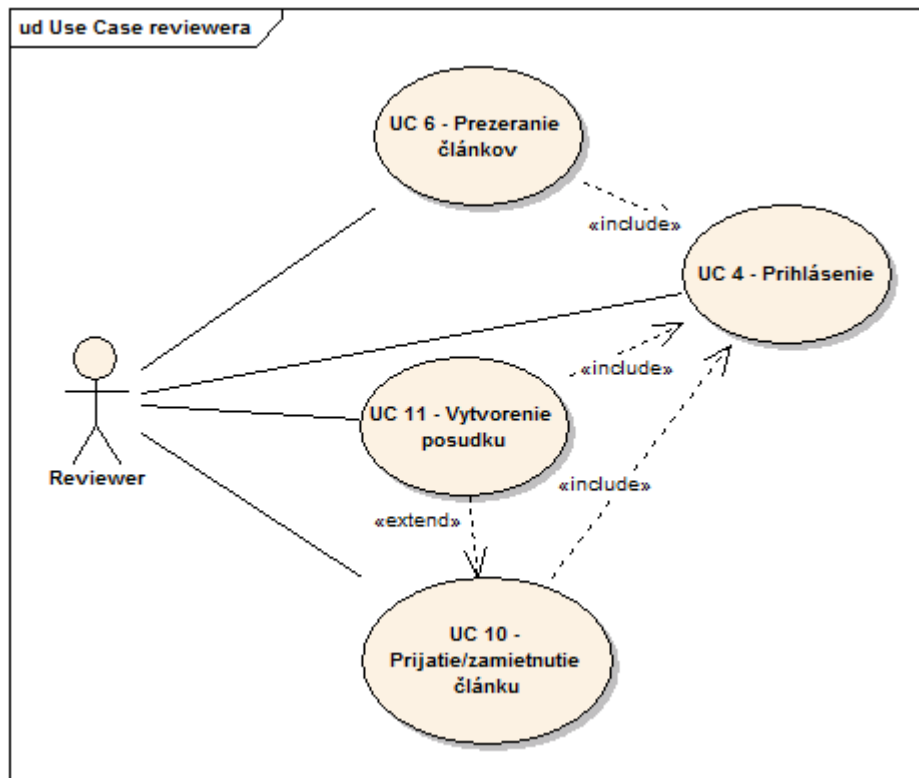 ud Use Case reviewera
UC 6 - Prezeranie
článkov
«include»
UC 4 - Prihlásenie
«include»
UC 11 - Vytvorenie
posudku
Reviewer
«include»
«extend»
UC 10 -
Prijatie/zamietnutie
článku